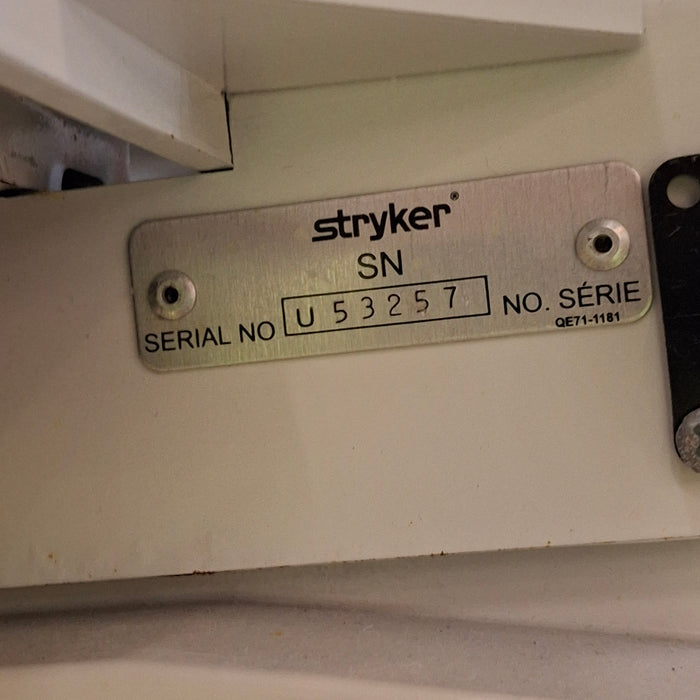 stryker®
SN
SERIAL NO U 53257 NO. SÉRIE
QE71-1181